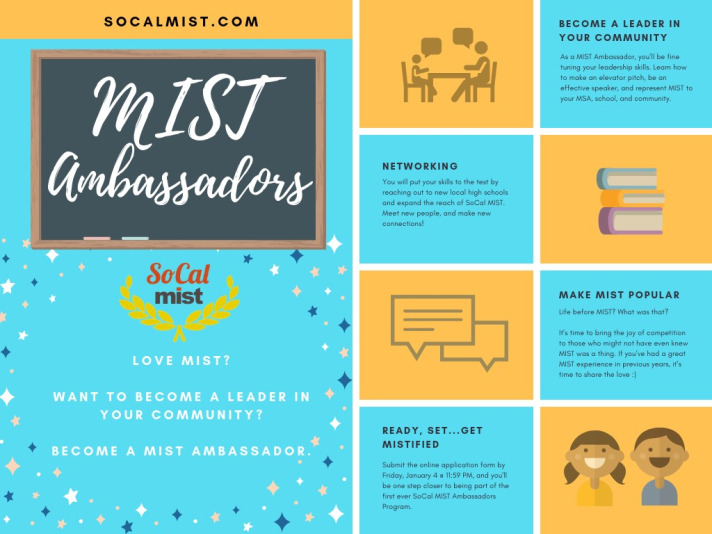 SOCALMIST.COM
MIST
Ambassadors
SoCal
mist
LOVE MIST?
WANT TO BECOME A LEADER IN
YOUR COMMUNITY?
BECOME A MIST AMBASSADOR.
BECOME A LEADER IN
YOUR COMMUNITY
As a MIST Ambassador, you'll be fine
tuning your leadership skills. Learn how
to make an elevator pitch, be an
effective speaker, and represent MIST to
your MSA, school, and community.
NETWORKING
You will put your skills to the test by
reaching out to new local high schools
and expand the reach of SoCal MIST.
Meet new people, and make new
connections!
MAKE MIST POPULAR
Life before MIST? What was that?
It's time to bring the joy of competition
to those who might not have even knew
MIST was a thing. If you've had a great
MIST experience in previous years, it's
time to share the love :)
READY, SET...GET
MISTIFIED
Submit the online application form by
Friday, January 4 @ 11:59 PM, and you'll
be one step closer to being part of the
first ever SoCal MIST Ambassadors
Program.